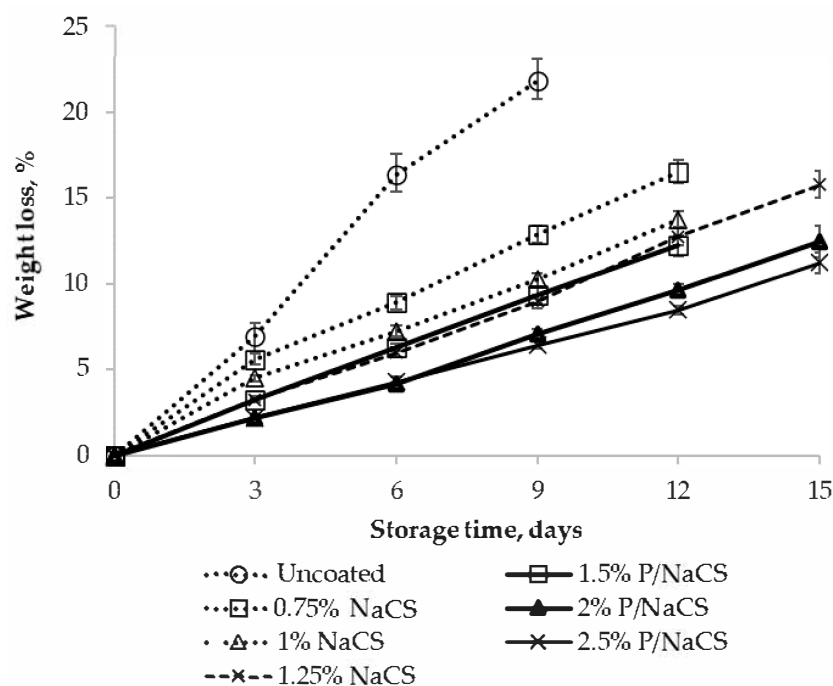 25
20
15
10
5
0
Weight loss, %
0 3 6 9 12 15
Storage time, days
Uncoated 1.5% P/NaCS
0.75% NaCS 2% P/NaCS
1% NaCS 2.5% P/NaCS
1.25% NaCS